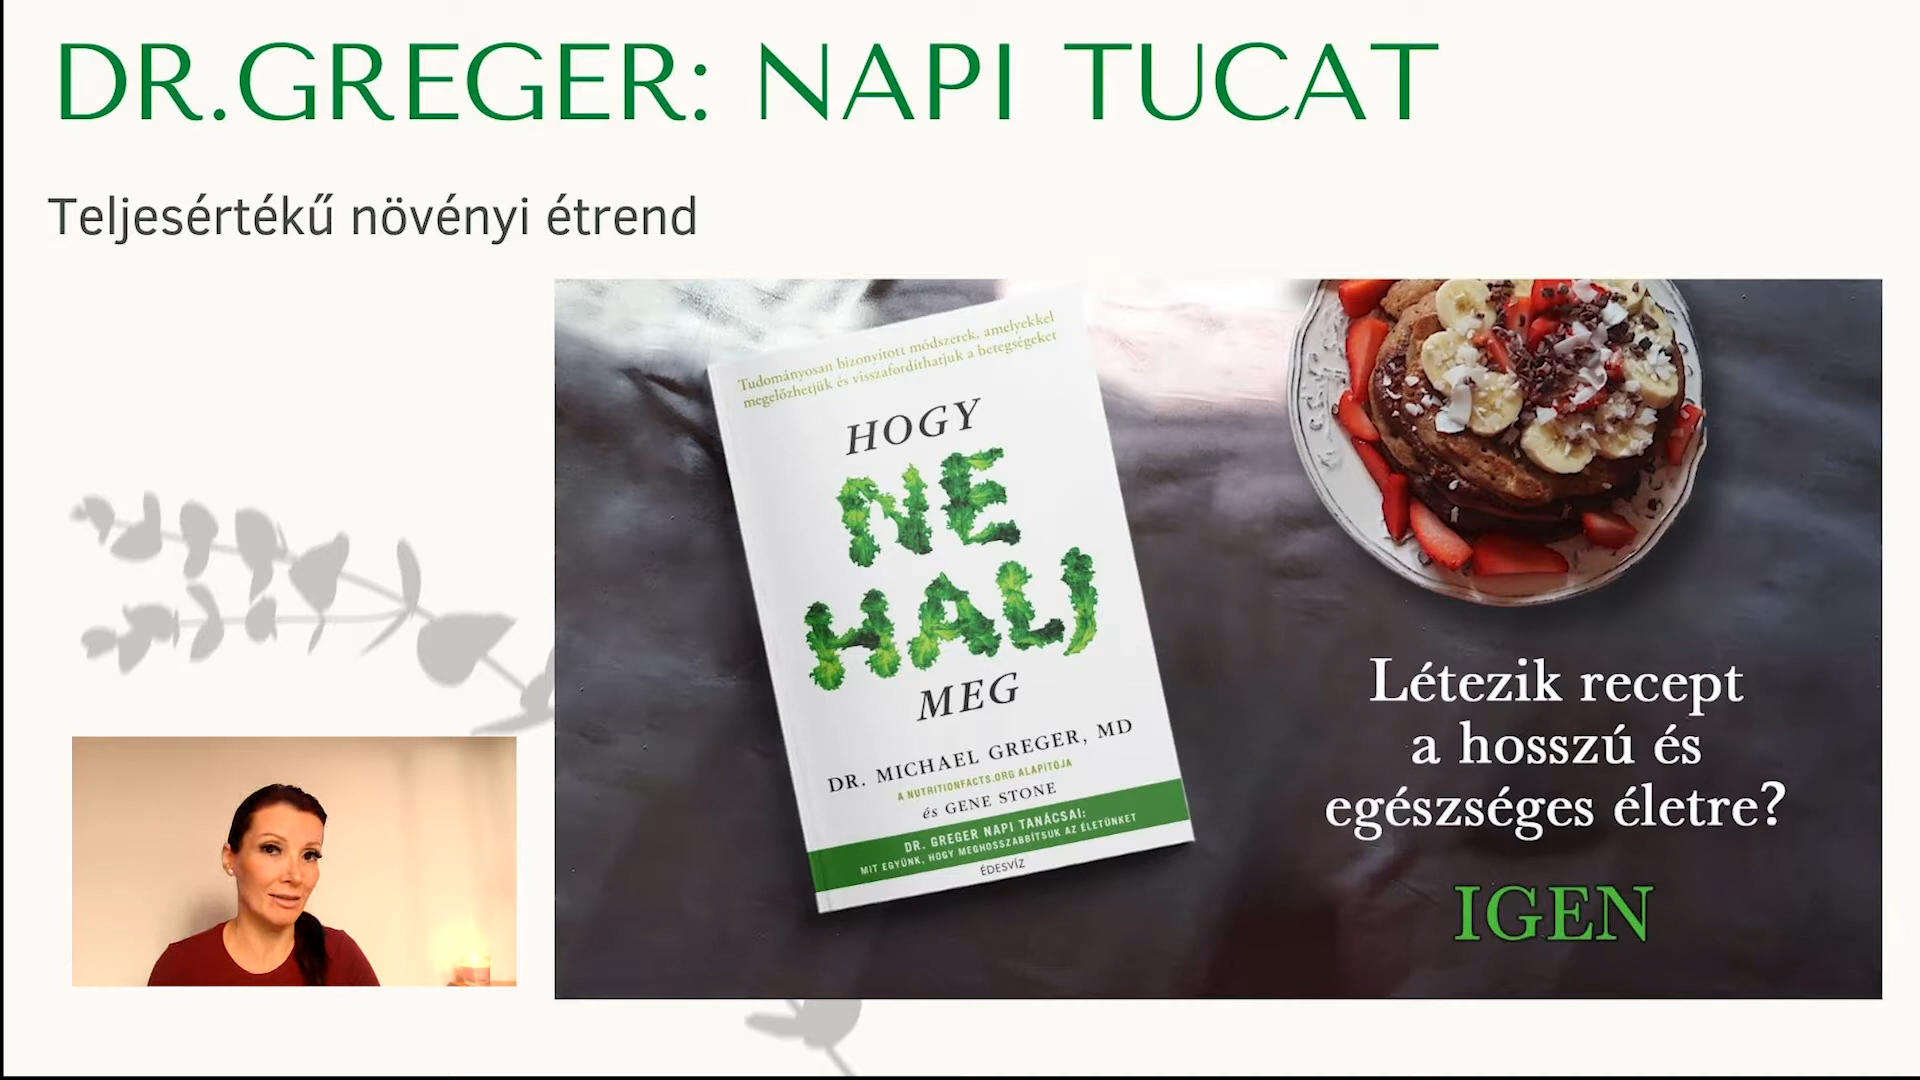 DR.GREGER: NAPI TUCAT
Teljesértékű növényi étrend
Tudományosan bizonyított módszerek, amelyekkel
megelőzhetjük és visszafordíthatjuk a betegségeket
HOGY
NE
HALJ
MEG
DR. MICHAEL GREGER, MD
A NUTRITIONFACTS.ORG ALAPÍTÓJA
és GENE STONE
DR. GREGER NAPI TANÁCSAI:
MIT EGYÜNK, HOGY MEGHOSSZABBÍTSUK AZ ÉLETÜNKET
ÉDESVÍZ
Létezik recept
a hosszú és
egészséges életre?
IGEN